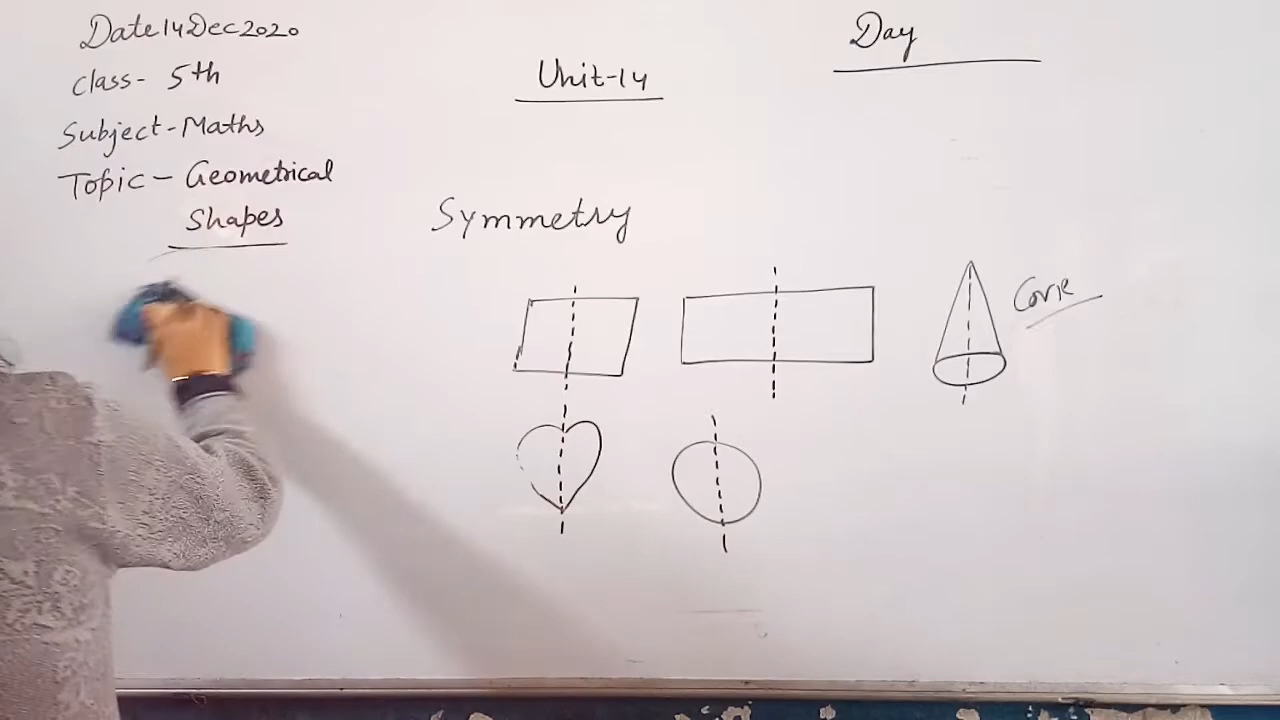 Date 14 Dec 2020
Class- 5th
Subject-Maths
Topic- Geometrical
Shapes
Unit-14
Day
Symmetry
Cone